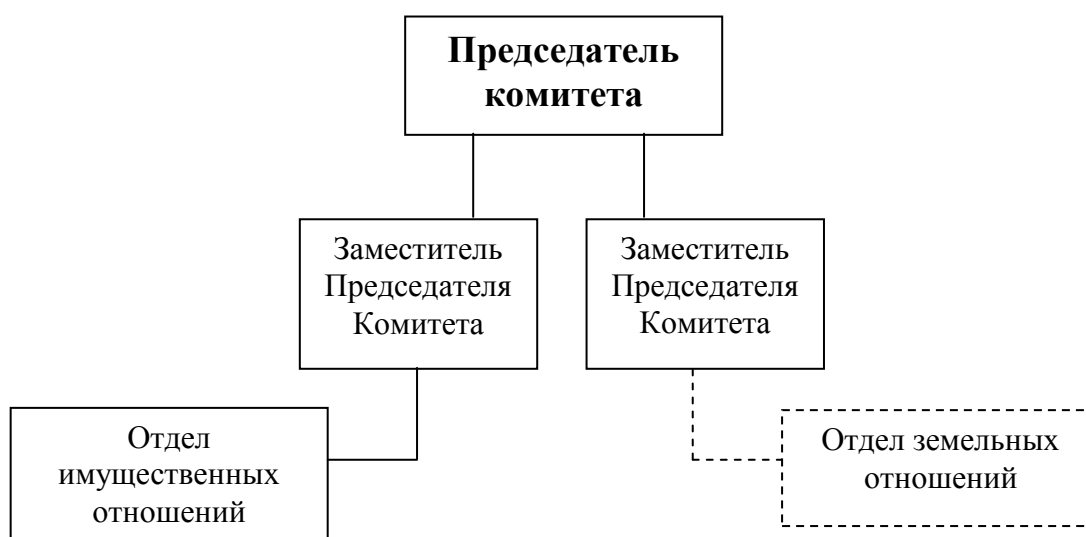 Председатель
комитета
Заместитель
Председателя
Комитета
Заместитель
Председателя
Комитета
Отдел
имущественных
отношений
Отдел земельных
отношений